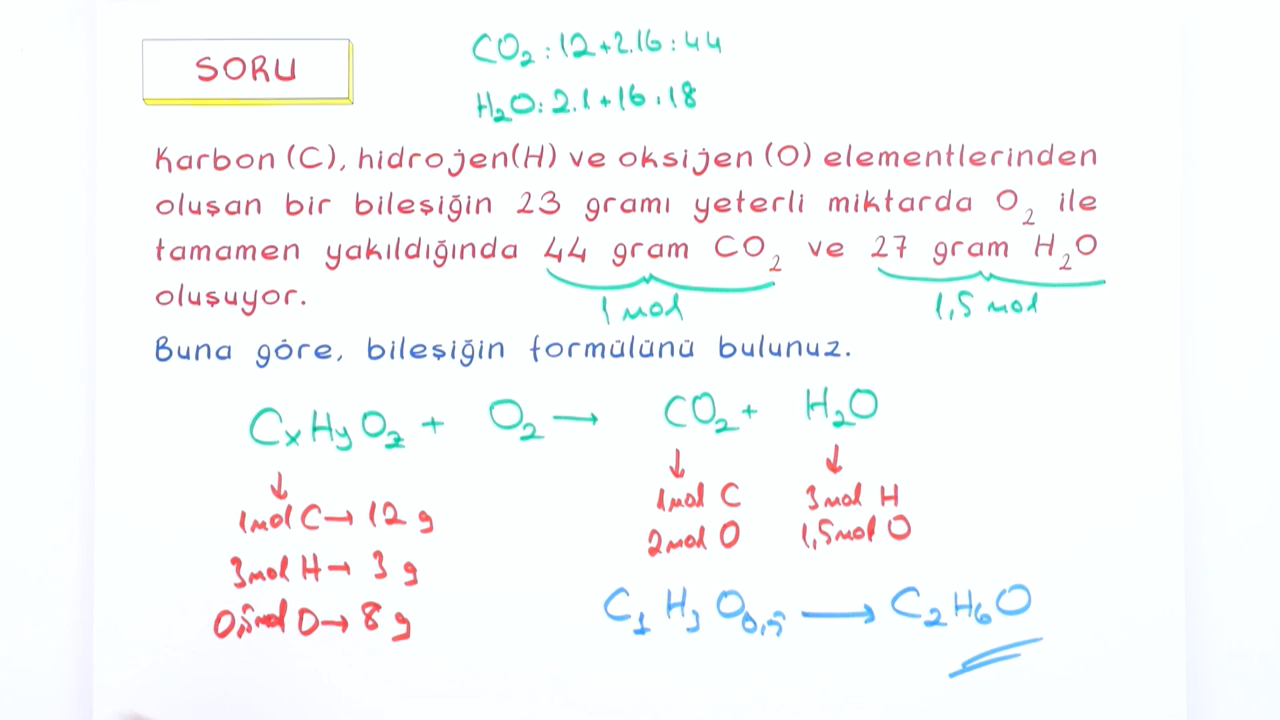 SORU
CO₂ : 12 + 2.16 : 44
H₂O : 2.1 + 16 : 18
Karbon (C), hidrojen(H) ve oksijen (O) elementlerinden
oluşan bir bileşiğin 23 gramı yeterli miktarda O₂ ile
tamamen yakıldığında 44 gram CO₂ ve 27 gram H₂O
1 mol 1,5 mol
oluşuyor.
Buna göre, bileşiğin formülünü bulunuz.
CₓHyOz + O₂ → CO₂ + H₂O
↓ ↓ ↓
1mol C → 12 g
3mol H → 3 g
0,5mol O → 8 g
1mol C 3mol H
2mol O 1,5mol O
C₁ H₃ O₀,₅ → C₂H₆O